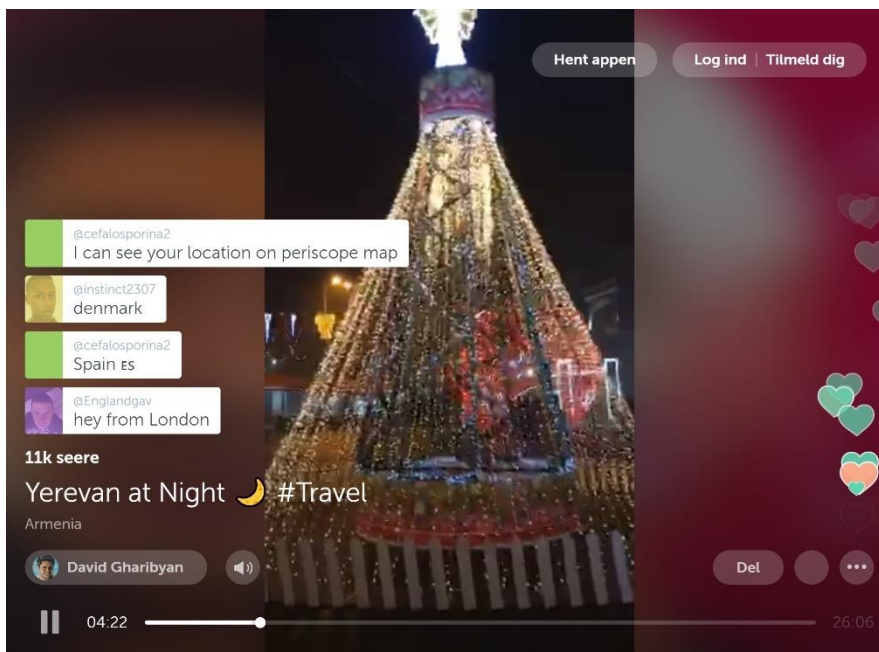 Hent appen
Log ind | Tilmeld dig
@cefalosporina2
I can see your location on periscope map
@instinct2307
denmark
@cefalosporina2
Spain ES
@Englandgav
hey from London
11k seere
Yerevan at Night 🌙 #Travel
Armenia
David Gharibyan
Del
04:22
26:06